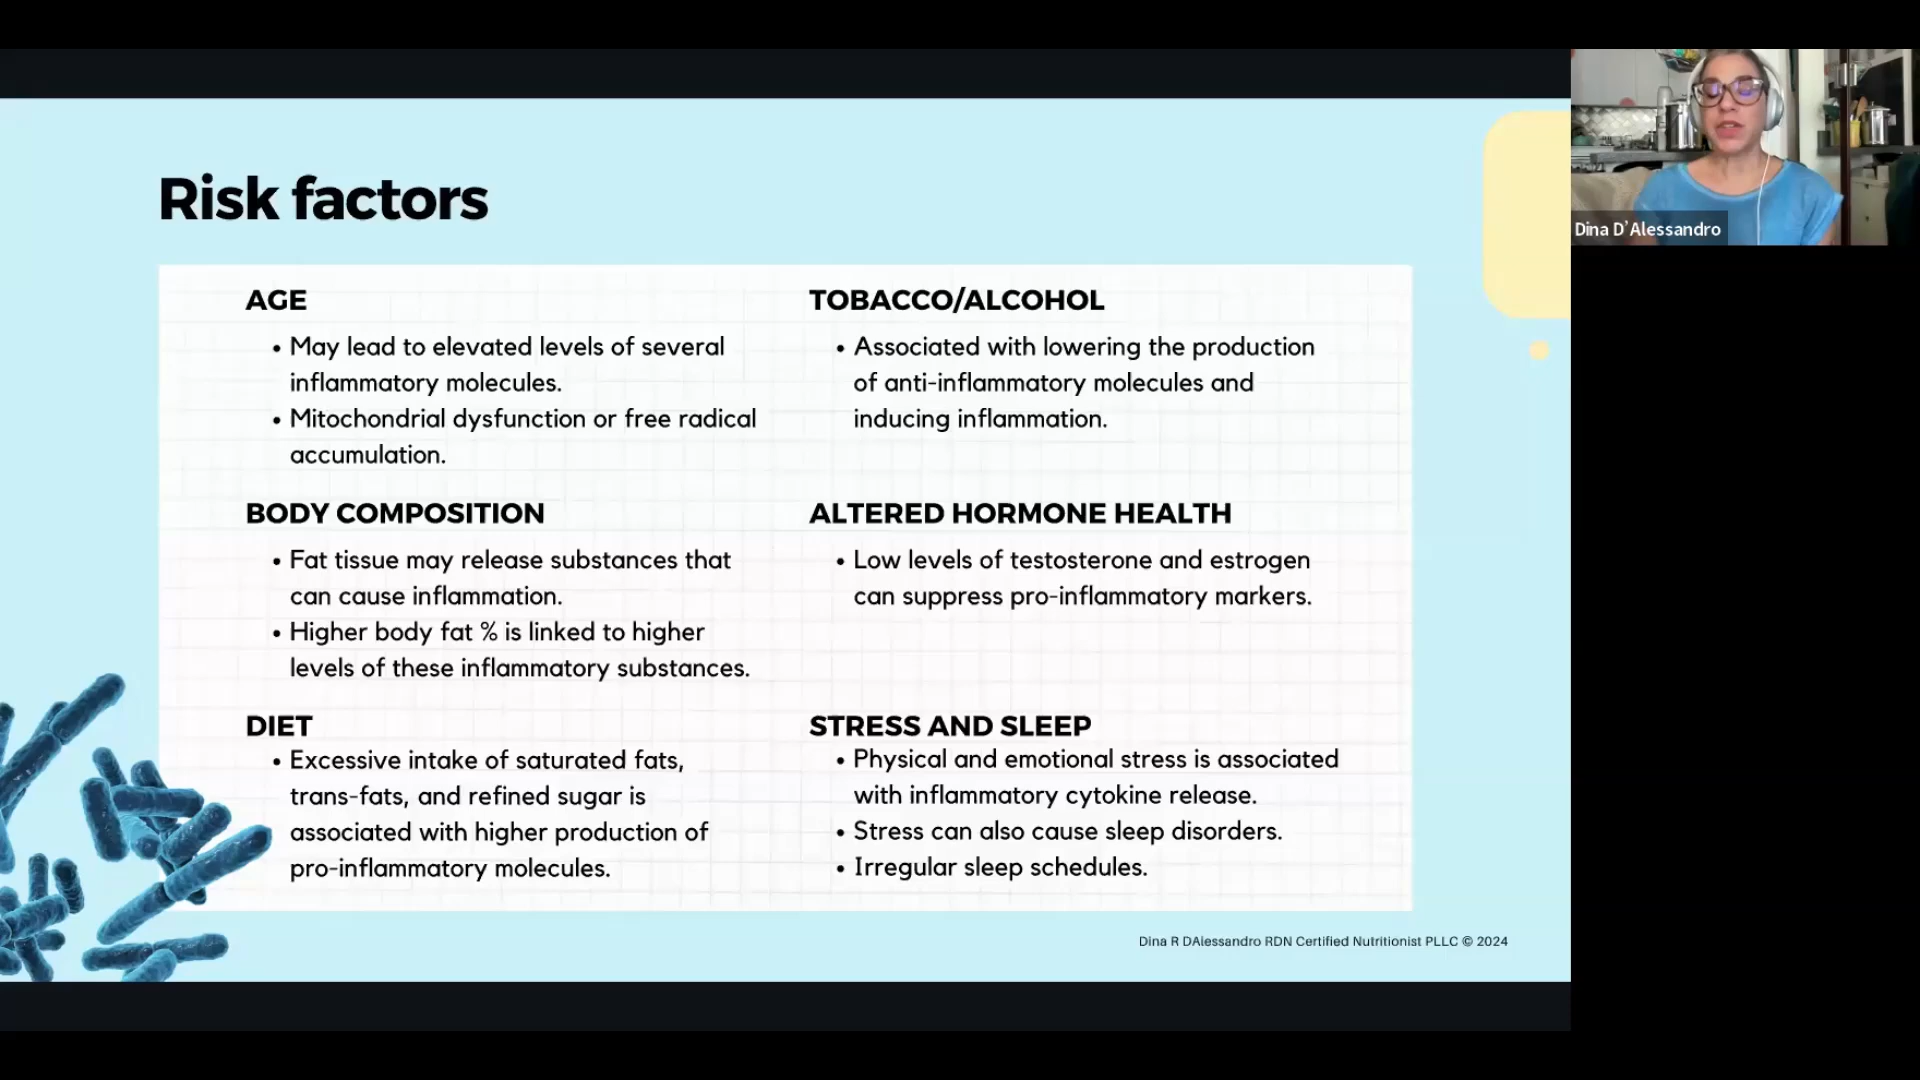 Risk factors
AGE
• May lead to elevated levels of several
inflammatory molecules.
• Mitochondrial dysfunction or free radical
accumulation.
BODY COMPOSITION
• Fat tissue may release substances that
can cause inflammation.
• Higher body fat % is linked to higher
levels of these inflammatory substances.
DIET
• Excessive intake of saturated fats,
trans-fats, and refined sugar is
associated with higher production of
pro-inflammatory molecules.
TOBACCO/ALCOHOL
• Associated with lowering the production
of anti-inflammatory molecules and
inducing inflammation.
ALTERED HORMONE HEALTH
• Low levels of testosterone and estrogen
can suppress pro-inflammatory markers.
STRESS AND SLEEP
• Physical and emotional stress is associated
with inflammatory cytokine release.
• Stress can also cause sleep disorders.
• Irregular sleep schedules.
Dina R DAlessandro RDN Certified Nutritionist PLLC © 2024
Dina D'Alessandro